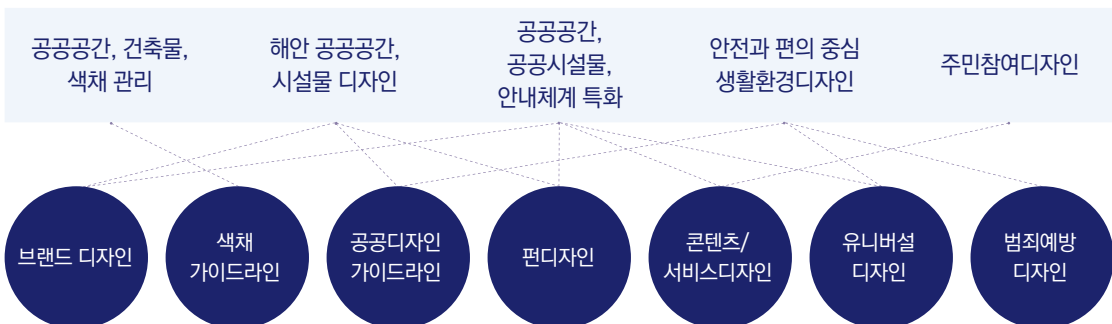 공공공간, 건축물,
색채 관리
해안 공공공간,
시설물 디자인
공공공간,
공공시설물,
안내체계 특화
안전과 편의 중심
생활환경디자인
주민참여디자인
브랜드 디자인
색채
가이드라인
공공디자인
가이드라인
펀디자인
콘텐츠/
서비스디자인
유니버설
디자인
범죄예방
디자인